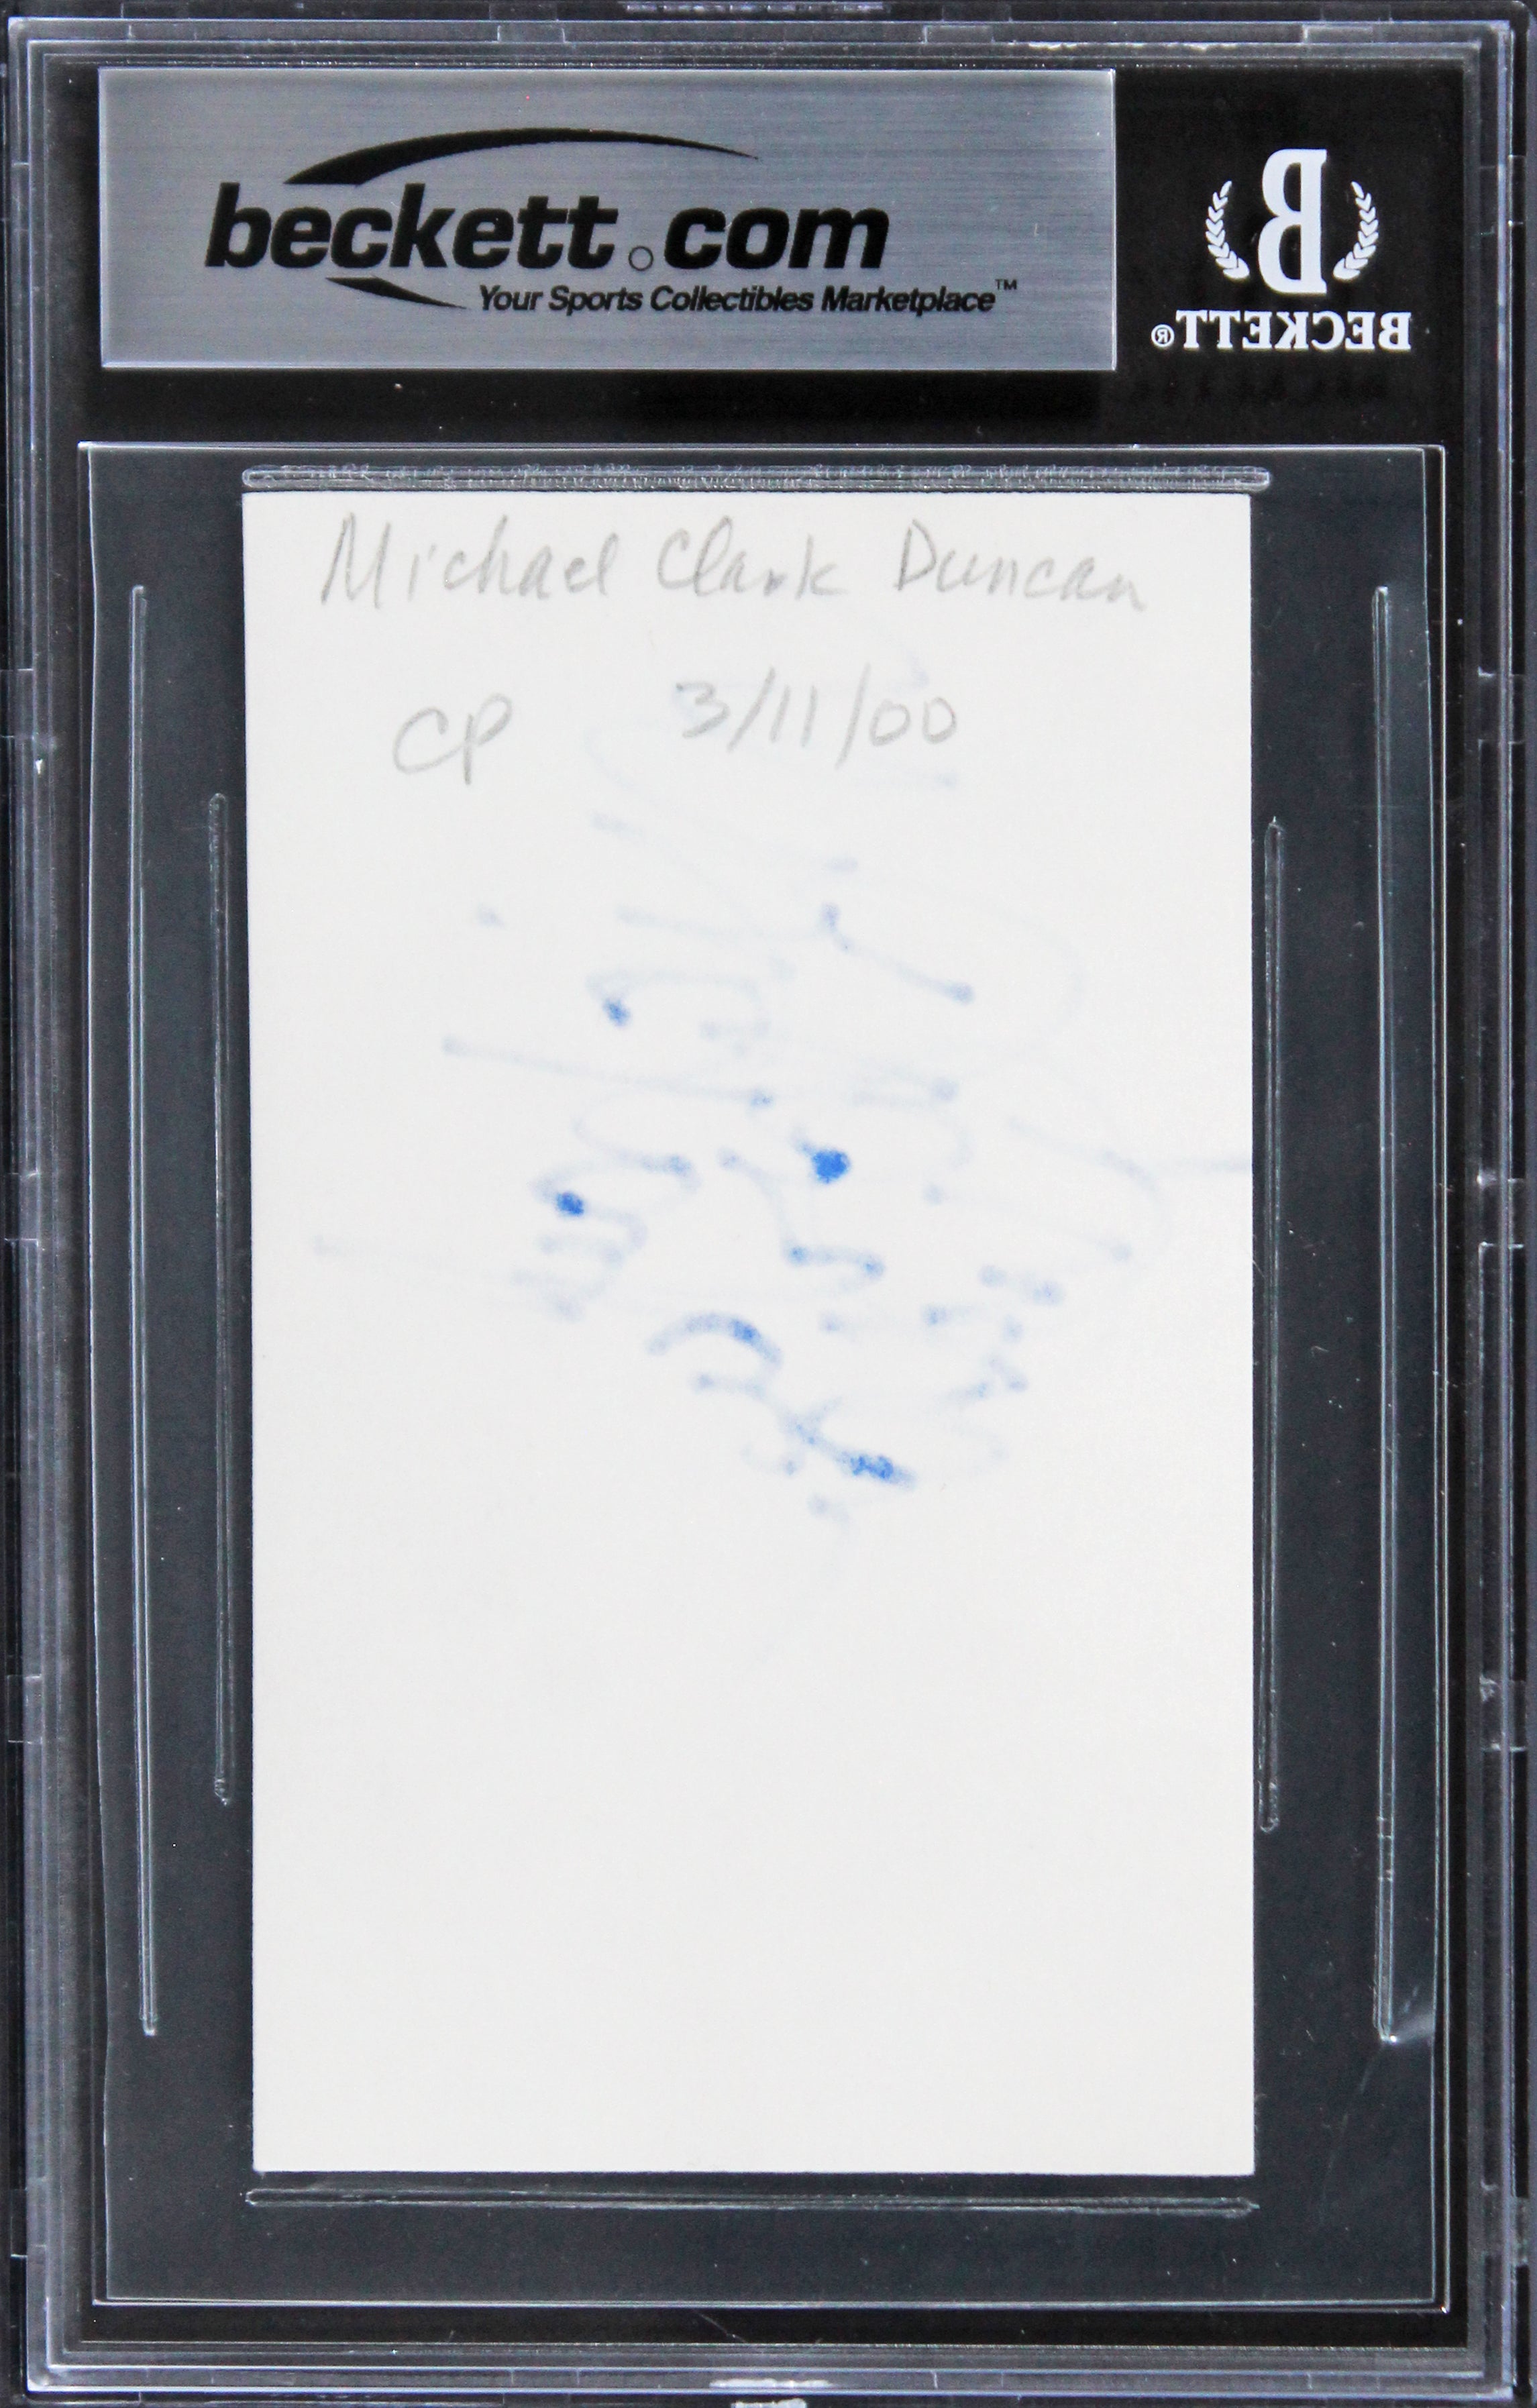 beckett.com
Your Sports Collectibles Marketplace™
B
BECKETT®
Michael Clark Duncan
CP 3/11/00